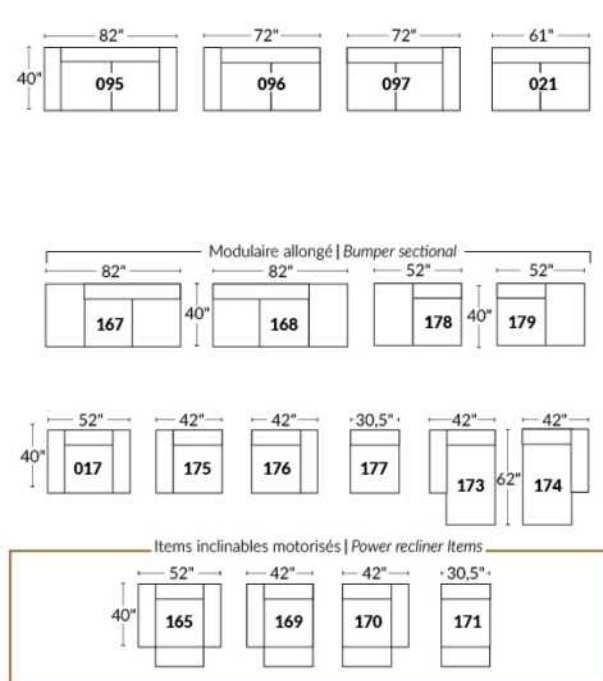 82" 72" 72" 61"
40" 095 096 097 021
Modulaire allongé | Bumper sectional
82" 82" 52" 52"
167 40" 168 178 40" 179
52" 42" 42" 30,5" 42" 42"
40" 017 175 176 177 173 62" 174
Items inclinables motorisés | Power recliner Items
52" 42" 42" 30,5"
40" 165 169 170 171